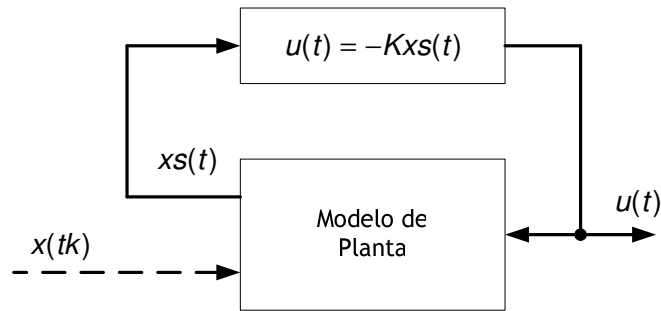 u(t) = −Kxs(t)
xs(t)
Modelo de
Planta
u(t)
x(tk)